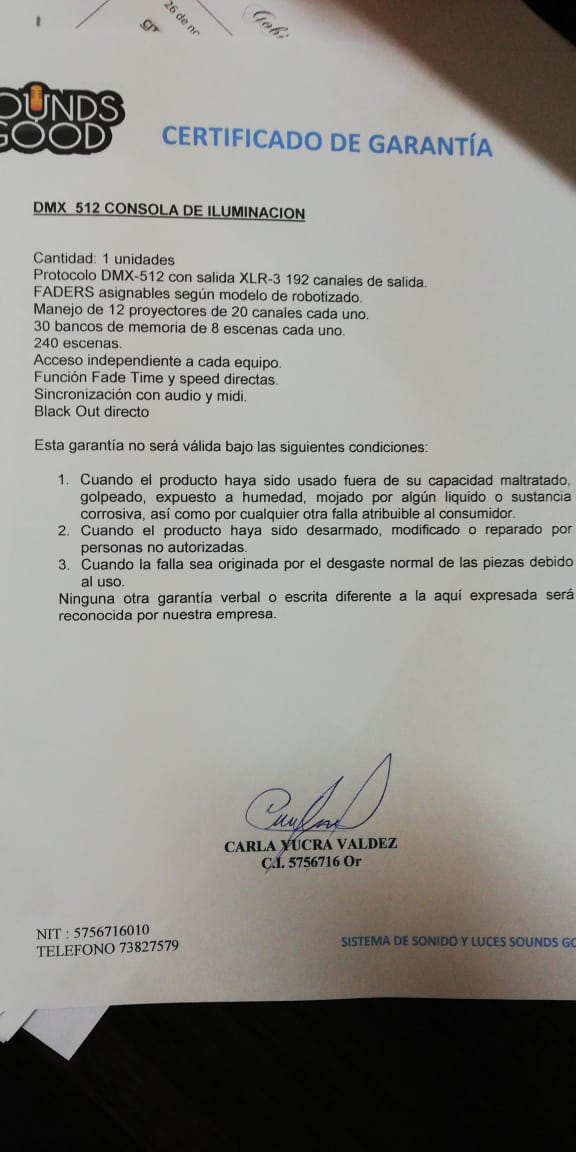 26 de
Gobi
OUNDS
GOOD
CERTIFICADO DE GARANTÍA
DMX 512 CONSOLA DE ILUMINACION
Cantidad: 1 unidades
Protocolo DMX-512 con salida XLR-3 192 canales de salida.
FADERS asignables según modelo de robotizado.
Manejo de 12 proyectores de 20 canales cada uno.
30 bancos de memoria de 8 escenas cada uno.
240 escenas.
Acceso independiente a cada equipo.
Función Fade Time y speed directas.
Sincronización con audio y midi.
Black Out directo
Esta garantía no será válida bajo las siguientes condiciones:
1. Cuando el producto haya sido usado fuera de su capacidad maltratado,
golpeado, expuesto a humedad, mojado por algún liquido o sustancia
corrosiva, así como por cualquier otra falla atribuible al consumidor.
2. Cuando el producto haya sido desarmado, modificado o reparado por
personas no autorizadas.
3. Cuando la falla sea originada por el desgaste normal de las piezas debido
al uso.
Ninguna otra garantía verbal o escrita diferente a la aquí expresada será
reconocida por nuestra empresa.
CARLA YUCRA VALDEZ
C.I. 5756716 Or
NIT : 5756716010
TELEFONO 73827579
SISTEMA DE SONIDO Y LUCES SOUNDS GO